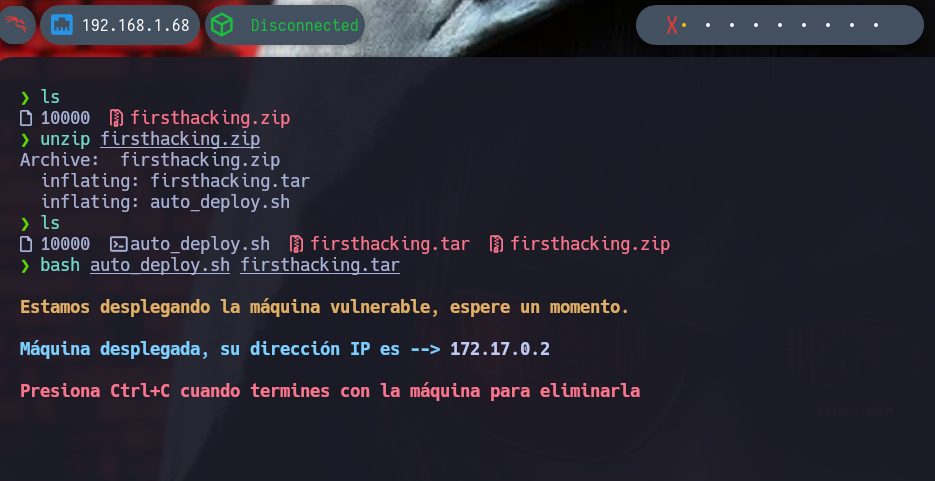 192.168.1.68 Disconnected
❯ ls
10000 firsthacking.zip
❯ unzip firsthacking.zip
Archive:  firsthacking.zip
  inflating: firsthacking.tar
  inflating: auto_deploy.sh
❯ ls
10000 auto_deploy.sh firsthacking.tar firsthacking.zip
❯ bash auto_deploy.sh firsthacking.tar
Estamos desplegando la máquina vulnerable, espere un momento.
Máquina desplegada, su dirección IP es --> 172.17.0.2
Presiona Ctrl+C cuando termines con la máquina para eliminarla